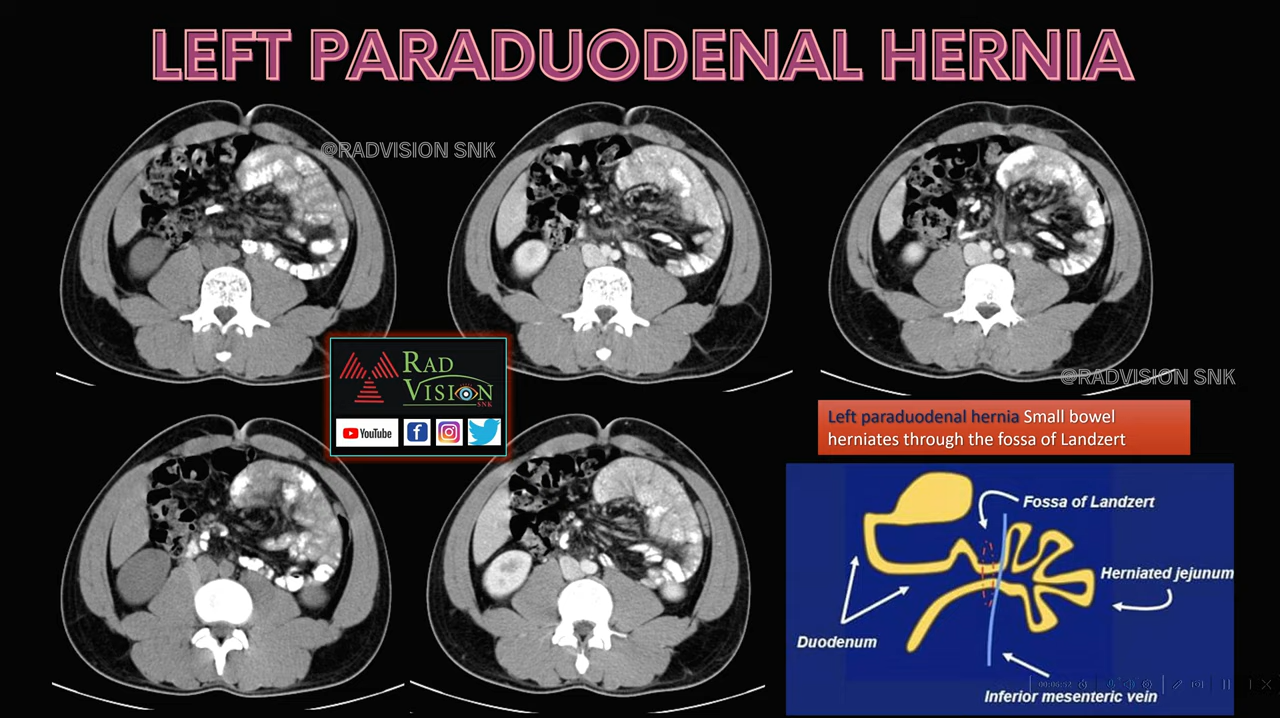 LEFT PARADUODENAL HERNIA
@RADVISION SNK
RAD
VISION
SNK
YouTube
@RADVISION SNK
Left paraduodenal hernia Small bowel
herniates through the fossa of Landzert
Fossa of Landzert
Herniated jejunum
Duodenum
Inferior mesenteric vein